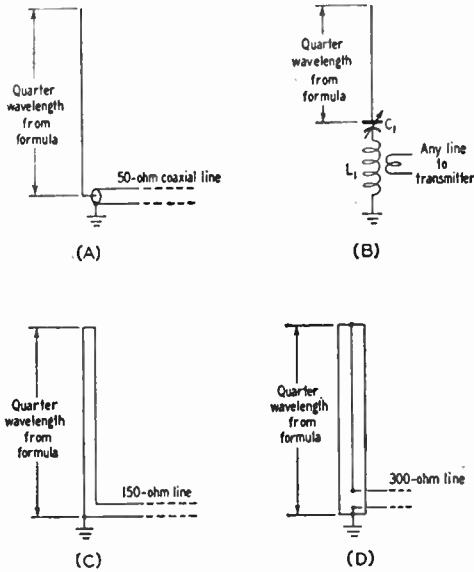 Quarter
wavelength
from
formula
50-ohm coaxial line
(A)
Quarter
wavelength
from
formula
C1
L1
Any line
to
transmitter
(B)
Quarter
wavelength
from
formula
150-ohm line
(C)
Quarter
wavelength
from
formula
300-ohm line
(D)